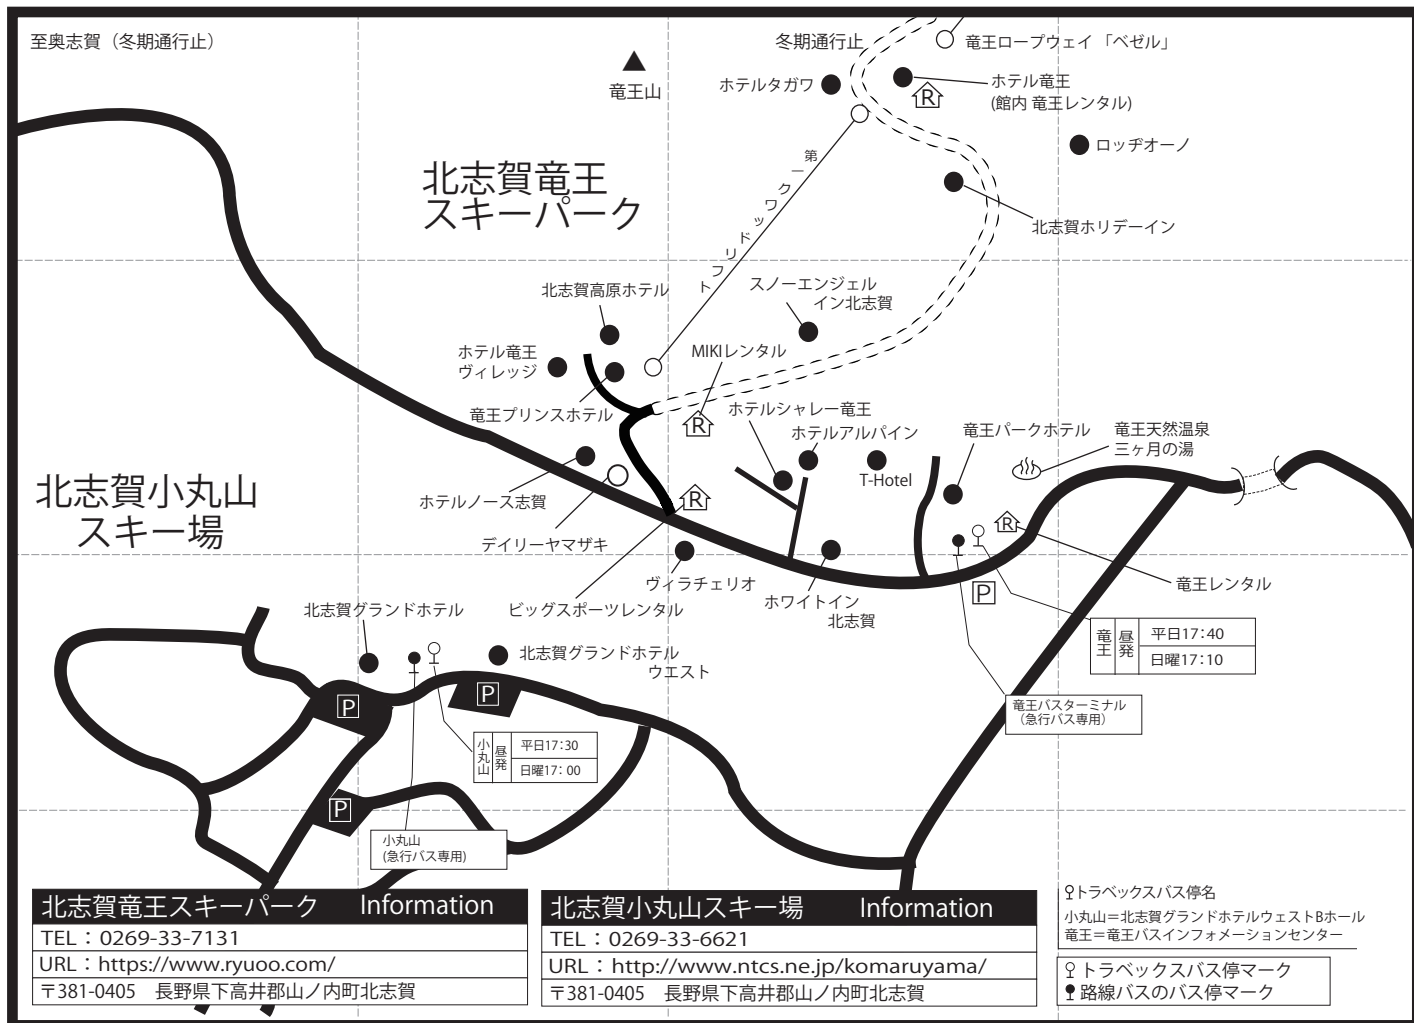 至奥志賀（冬期通行止）
冬期通行止
竜王ロープウェイ 「ベゼル」
竜王山
ホテルタガワ
ホテル竜王
(館内 竜王レンタル)
R
ロッヂオーノ
第一クワッドリフト
北志賀竜王
スキーパーク
北志賀ホリデーイン
北志賀高原ホテル
スノーエンジェル
イン北志賀
ホテル竜王
ヴィレッジ
MIKIレンタル
竜王プリンスホテル
R
ホテルシャレー竜王
ホテルアルパイン
竜王パークホテル
竜王天然温泉
三ヶ月の湯
T-Hotel
北志賀小丸山
スキー場
ホテルノース志賀
R
R
デイリーヤマザキ
ヴィラチェリオ
竜王レンタル
P
ホワイトイン
北志賀
ビッグスポーツレンタル
北志賀グランドホテル
北志賀グランドホテル
ウエスト
竜王
昼発
平日17:40
日曜17:10
P
P
竜王バスターミナル
（急行バス専用）
小丸山
昼発
平日17:30
日曜17:00
P
小丸山
(急行バス専用)
北志賀竜王スキーパーク Information
TEL：0269-33-7131
URL：https://www.ryuoo.com/
〒381-0405 長野県下高井郡山ノ内町北志賀
北志賀小丸山スキー場 Information
TEL：0269-33-6621
URL：http://www.ntcs.ne.jp/komaruyama/
〒381-0405 長野県下高井郡山ノ内町北志賀
トラベックスバス停名
小丸山＝北志賀グランドホテルウェストBホール
竜王＝竜王バスインフォメーションセンター
トラベックスバス停マーク
路線バスのバス停マーク